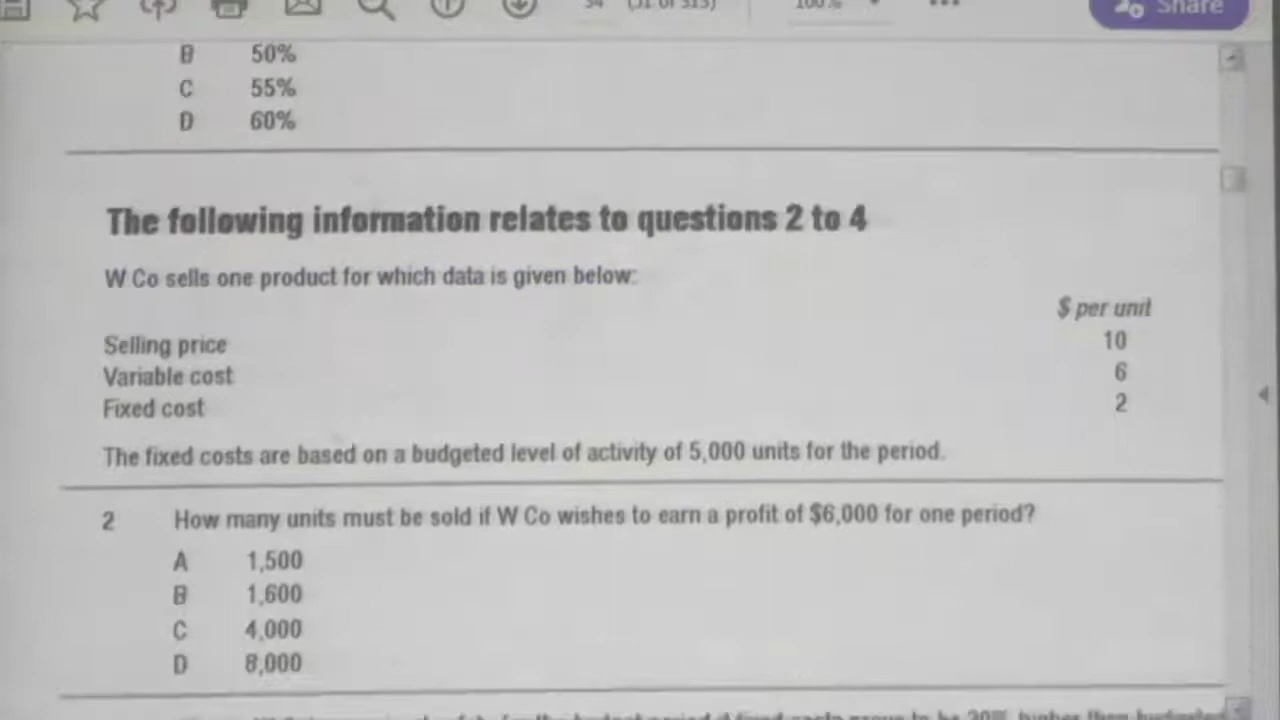 Share
B 50%
C 55%
D 60%
The following information relates to questions 2 to 4
W Co sells one product for which data is given below:
$ per unit
Selling price 10
Variable cost 6
Fixed cost 2
The fixed costs are based on a budgeted level of activity of 5,000 units for the period.
2 How many units must be sold if W Co wishes to earn a profit of $6,000 for one period?
A 1,500
B 1,600
C 4,000
D 8,000